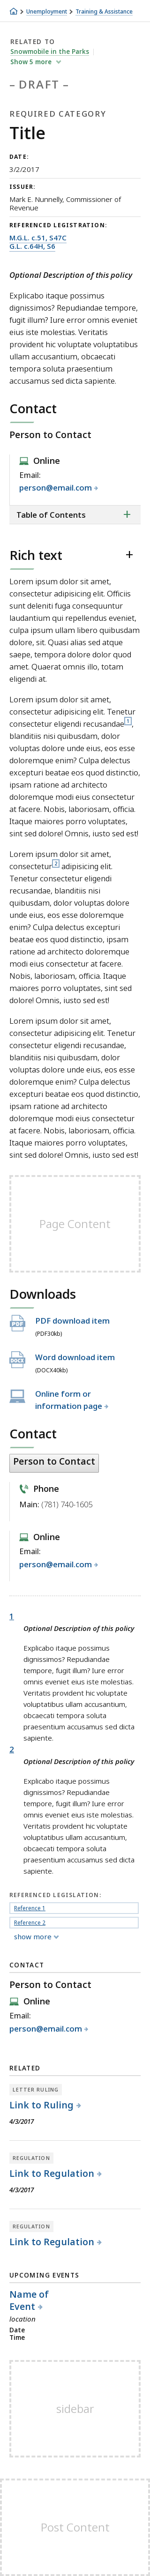 Unemployment > Training & Assistance
RELATED TO
Snowmobile in the Parks
Show 5 more
– DRAFT –
REQUIRED CATEGORY
Title
DATE:
3/2/2017
ISSUER:
Mark E. Nunnelly, Commissioner of
Revenue
REFERENCED LEGISTRATION:
M.G.L. c.51, S47C
G.L. c.64H, S6
Optional Description of this policy
Explicabo itaque possimus
dignissimos? Repudiandae
tempore, fugit illum? Iure error
omnis eveniet eius iste molestias.
Veritatis provident hic voluptate
voluptatibus ullam accusantium,
obcaecati tempora soluta
praesentium accusamus sed dicta
sapiente.
Contact
Person to Contact
Online
Email:
person@email.com
Table of Contents +
Rich text +
Lorem ipsum dolor sit amet,
consectetur adipisicing elit. Officiis
sunt deleniti optio sequi
laudantium qui repellendus eveniet,
culpa ipsum ullam libero quibusdam
dolore, sit. Quasi alias atque
saepe, tempora adipisci dolor dolore
amet! Quaerat omnis illo, totam
eligendi at.
Lorem ipsum dolor sit amet,
consectetur adipisicing elit. Tenetur
consectetur eligendi recusandae 1,
blanditiis nisi quibusdam, dolor
voluptas dolore unde eius, eos esse
doloremque enim? Culpa delectus
excepturi beatae eos quod distinctio,
ipsam ratione ad architecto
numquam modi enim eius consectetur
at facere. Nobis, laboriosam, officia.
Itaque maiores porro voluptates,
sint sed dolore! Omnis, iusto sed est!
Lorem ipsum dolor sit amet,
consectetur 2 adipisicing elit.
Tenetur consectetur eligendi
recusandae, blanditiis nisi
quibusdam, dolor voluptas dolore
unde eius, eos esse doloremque
enim? Culpa delectus excepturi
beatae eos quod distinctio, ipsam
ratione ad architecto numquam
modi enim eius consectetur at facere.
Nobis, laboriosam, officia. Itaque
maiores porro voluptates, sint sed
dolore! Omnis, iusto sed est!
Lorem ipsum dolor sit amet,
consectetur adipisicing elit. Tenetur
consectetur eligendi recusandae,
blanditiis nisi quibusdam, dolor
voluptas dolore unde eius, eos esse
doloremque enim? Culpa delectus
excepturi beatae eos quod distinctio,
ipsam ratione ad architecto
numquam modi enim eius consectetur
at facere. Nobis, laboriosam, officia.
Itaque maiores porro voluptates,
sint sed dolore! Omnis, iusto sed est!
Page Content
Downloads
PDF download item
(PDF30kb)
Word download item
(DOCX40kb)
Online form or
information page
Contact
Person to Contact
Phone
Main: (781) 740-1605
Online
Email:
person@email.com
1
Optional Description of this policy
Explicabo itaque possimus
dignissimos? Repudiandae
tempore, fugit illum? Iure error
omnis eveniet eius iste molestias.
Veritatis provident hic voluptate
voluptatibus ullam accusantium,
obcaecati tempora soluta
praesentium accusamus sed dicta
sapiente.
2
Optional Description of this policy
Explicabo itaque possimus
dignissimos? Repudiandae
tempore, fugit illum? Iure error
omnis eveniet eius iste molestias.
Veritatis provident hic voluptate
voluptatibus ullam accusantium,
obcaecati tempora soluta
praesentium accusamus sed dicta
sapiente.
REFERENCED LEGISLATION:
Reference 1
Reference 2
show more
CONTACT
Person to Contact
Online
Email:
person@email.com
RELATED
LETTER RULING
Link to Ruling
4/3/2017
REGULATION
Link to Regulation
4/3/2017
REGULATION
Link to Regulation
UPCOMING EVENTS
Name of
Event
location
Date
Time
sidebar
Post Content